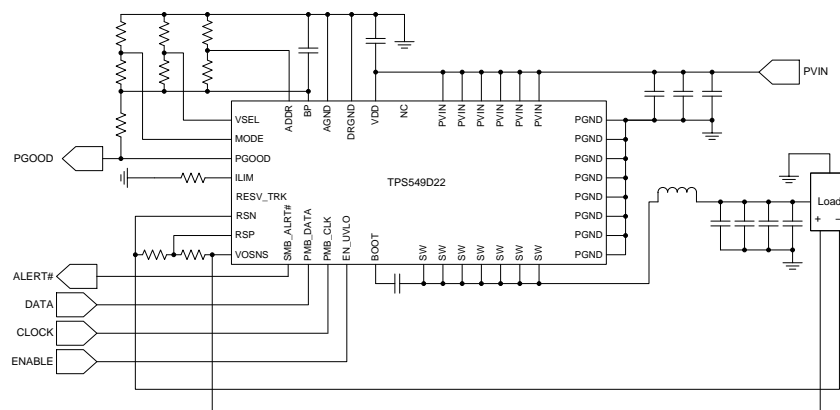 ADDR
BP
AGND
DRGND
VDD
NC
PVIN
PVIN
PVIN
PVIN
PVIN
PVIN
PVIN
VSEL
MODE
PGOOD
PGOOD
ILIM
RESV_TRK
RSN
RSP
VOSNS
TPS549D22
PGND
PGND
PGND
PGND
PGND
PGND
PGND
PGND
SMB_ALRT#
PMB_DATA
PMB_CLK
EN_UVLO
BOOT
SW
SW
SW
SW
SW
SW
SW
Load
+ –
ALERT#
DATA
CLOCK
ENABLE